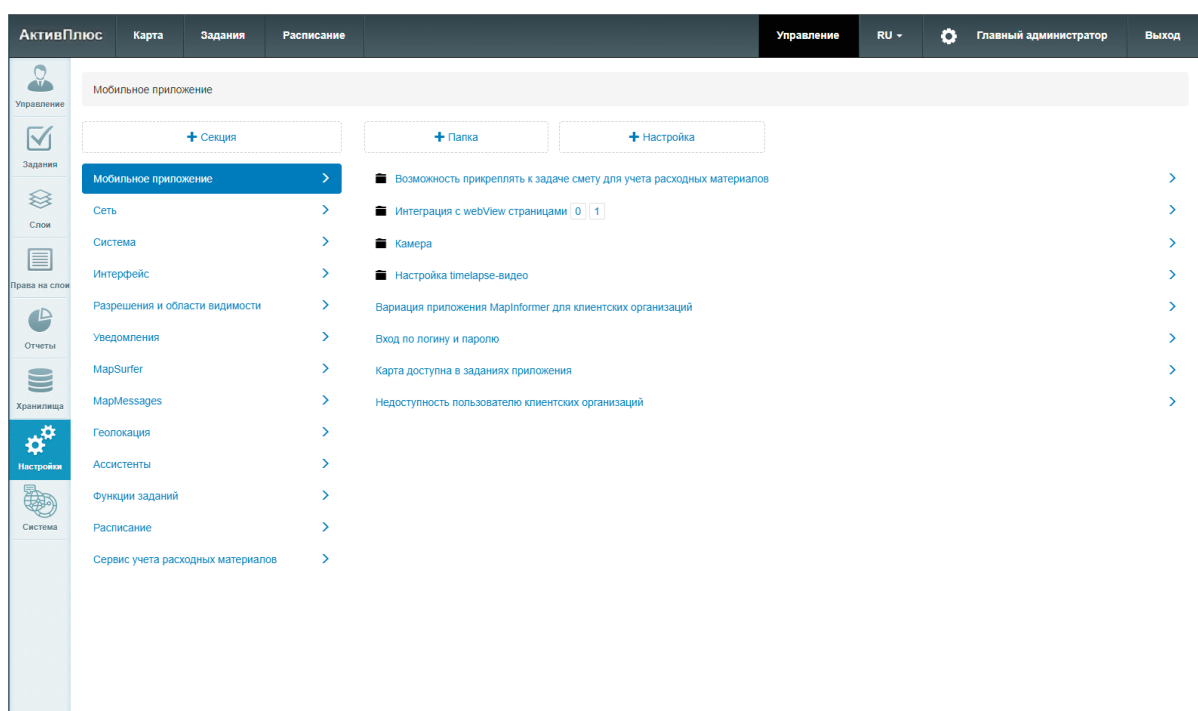 АктивПлюс Карта Задания Расписание Управление RU Главный администратор Выход
Управление
Задания
Слои
Права на слои
Отчеты
Хранилища
Настройки
Система
Мобильное приложение
+ Секция
Мобильное приложение
Сеть
Система
Интерфейс
Разрешения и области видимости
Уведомления
MapSurfer
MapMessages
Геолокация
Ассистенты
Функции заданий
Расписание
Сервис учета расходных материалов
+ Папка + Настройка
Возможность прикреплять к задаче смету для учета расходных материалов
Интеграция с webView страницами 0 1
Камера
Настройка timelapse-видео
Вариация приложения MapInformer для клиентских организаций
Вход по логину и паролю
Карта доступна в заданиях приложения
Недоступность пользователю клиентских организаций